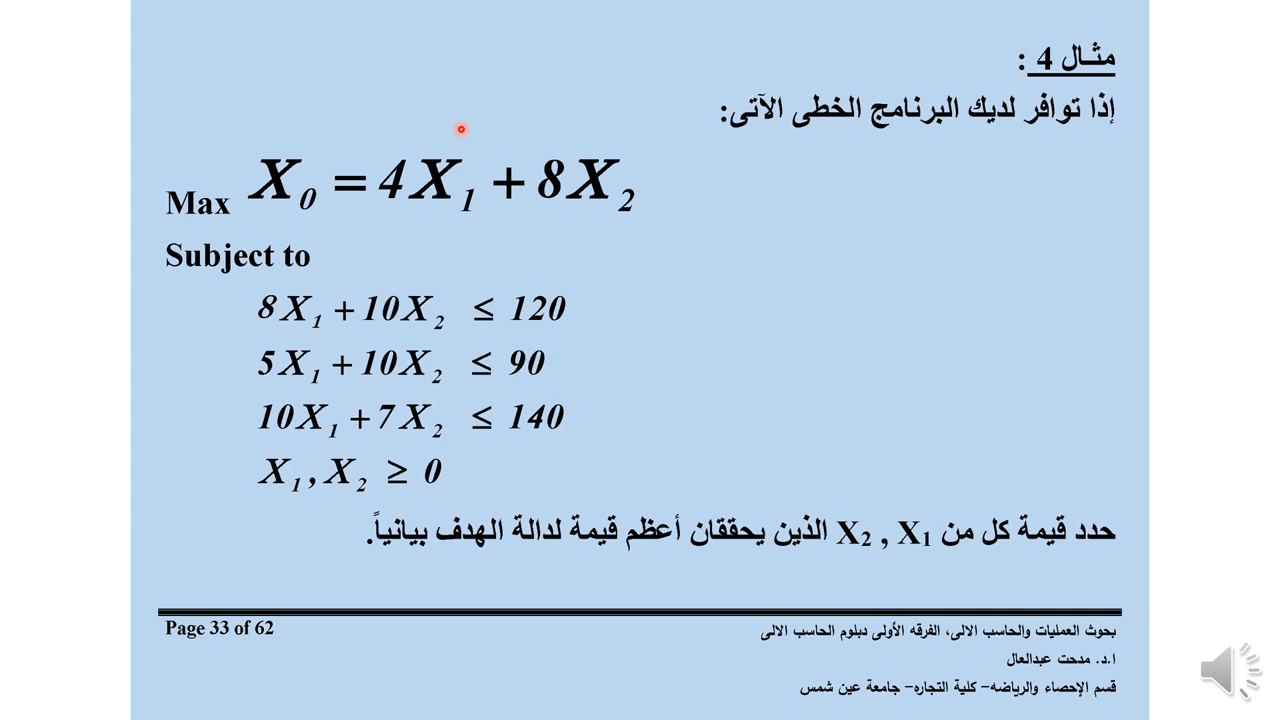 مثــال 4 :
إذا توافر لديك البرنامج الخطى الآتى:
Max X₀ = 4X₁ + 8X₂
Subject to
8X₁ + 10X₂ ≤ 120
5X₁ + 10X₂ ≤ 90
10X₁ + 7X₂ ≤ 140
X₁ , X₂ ≥ 0
حدد قيمة كل من X₂ , X₁ الذين يحققان أعظم قيمة لدالة الهدف بيانياً.
Page 33 of 62
بحوث العمليات والحاسب الالى، الفرقه الأولى دبلوم الحاسب الالى
ا.د. مدحت عبدالعال
قسم الإحصاء والرياضه– كلية التجاره– جامعة عين شمس